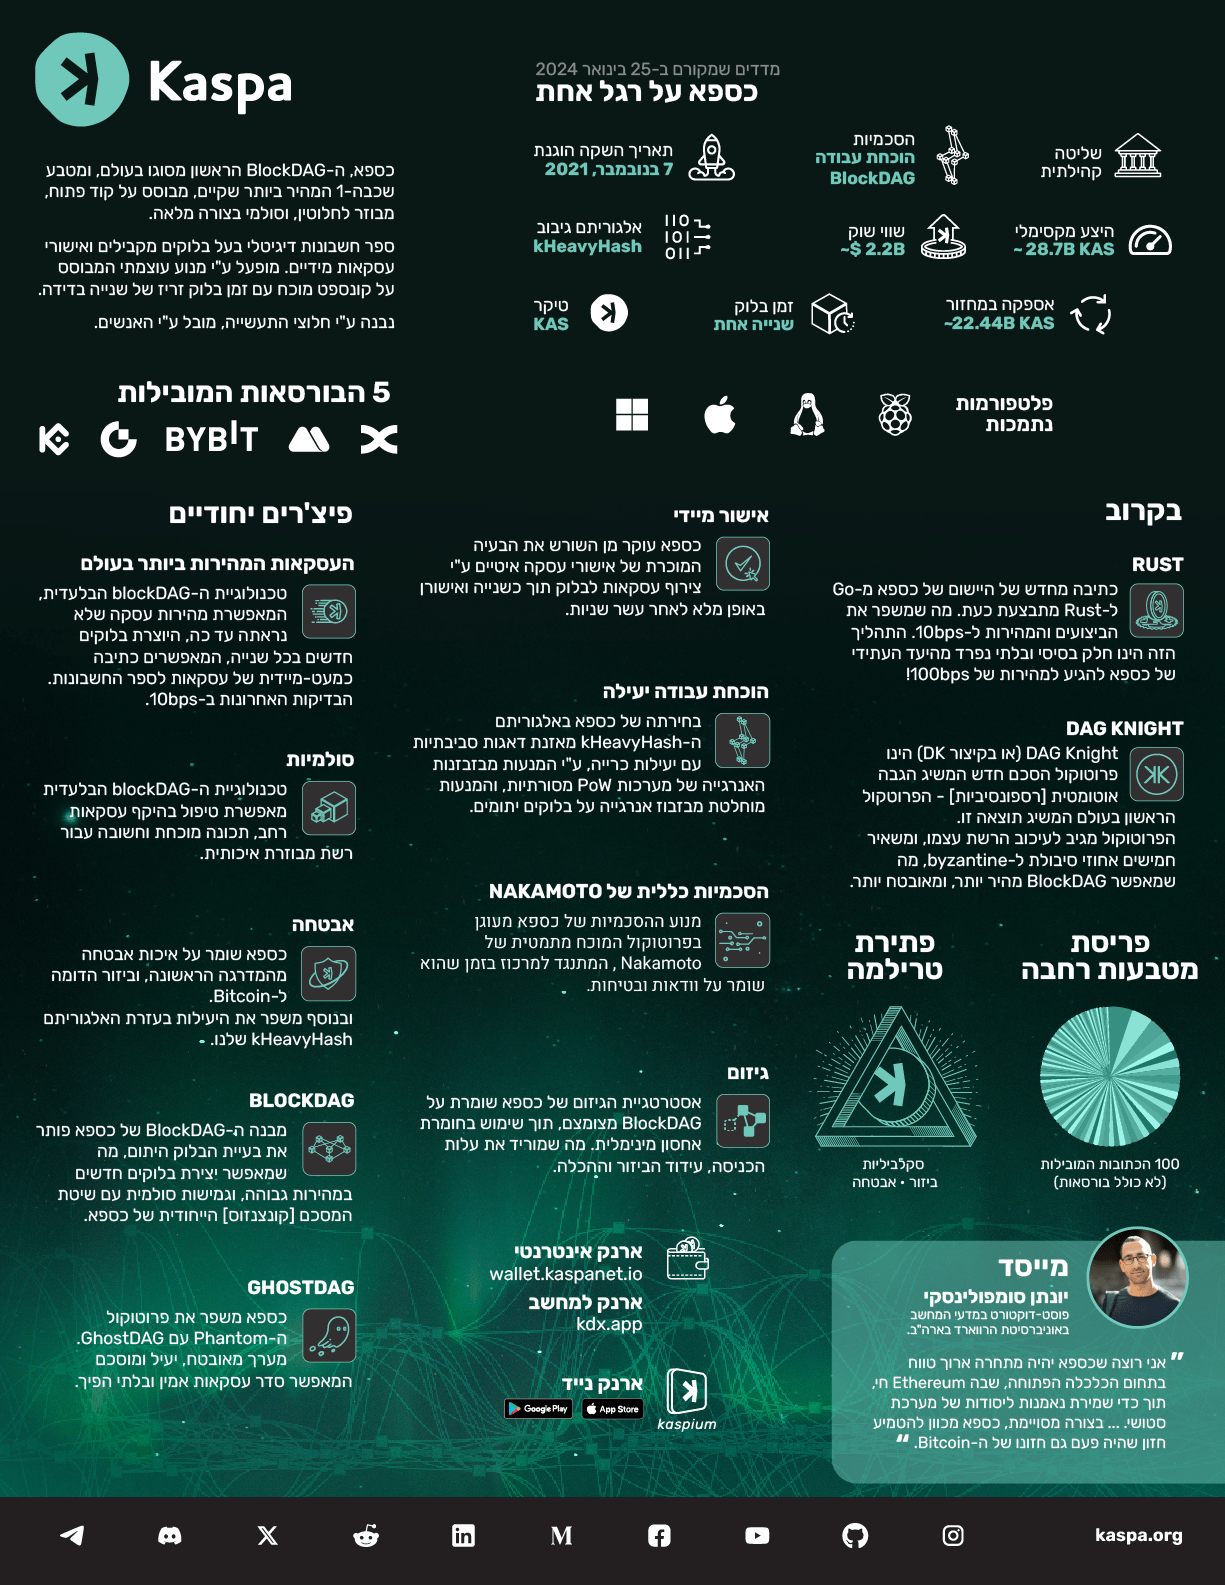 Kaspa
כספא, ה-BlockDAG הראשון מסוגו בעולם, ומטבע
שכבה-1 המהיר ביותר שקיים, מבוסס על קוד פתוח,
מבוזר לחלוטין, וסולמי בצורה מלאה.
ספר חשבונות דיגיטלי בעל בלוקים מקבילים ואישורי
עסקאות מידיים. מופעל ע"י מנוע עוצמתי המבוסס
על קונספט מוכח עם זמן בלוק זריז של שנייה בדידה.
נבנה ע"י חלוצי התעשייה, מובל ע"י האנשים.
מדדים שמקורם ב-25 בינואר 2024
כספא על רגל אחת
שליטה
קהילתית
הסכמיות
הוכחת עבודה
BlockDAG
תאריך השקה הוגנת
7 בנובמבר, 2021
היצע מקסימלי
~ 28.7B KAS
שווי שוק
~$ 2.2B
אלגוריתם גיבוב
kHeavyHash
110
101
011
אספקה במחזור
~22.44B KAS
זמן בלוק
שנייה אחת
טיקר
KAS
פלטפורמות
נתמכות
5 הבורסאות המובילות
BYBIT
בקרוב
RUST
כתיבה מחדש של היישום של כספא מ-Go
ל-Rust מתבצעת כעת. מה שמשפר את
הביצועים והמהירות ל-10bps. התהליך
הזה הינו חלק בסיסי ובלתי נפרד מהיעד העתידי
של כספא להגיע למהירות של 100bps!
DAG KNIGHT
DAG Knight (או בקיצור DK) הינו
פרוטוקול הסכם חדש המשיג הגבה
אוטומטית [רספונסיביות] - הפרוטקול
הראשון בעולם המשיג תוצאה זו.
הפרוטוקול מגיב לעיכוב הרשת עצמו, ומשאיר
חמישים אחוזי סיבולת ל-byzantine, מה
שמאפשר BlockDAG מהיר יותר, ומאובטח יותר.
פריסת
מטבעות רחבה
100 הכתובות המובילות
(לא כולל בורסאות)
פתירת
טרילמה
סקלביליות
ביזור • אבטחה
מייסד
יונתן סומפולינסקי
פוסט-דוקטורט במדעי המחשב
באוניברסיטת הרווארד בארה"ב.
" אני רוצה שכספא יהיה מתחרה ארוך טווח
בתחום הכלכלה הפתוחה, שבה Ethereum חי,
תוך כדי שמירת נאמנות ליסודות של מערכת
סטושי. ... בצורה מסויימת, כספא מכוון להטמיע
חזון שהיה פעם גם חזונו של ה-Bitcoin. "
אישור מיידי
כספא עוקר מן השורש את הבעיה
המוכרת של אישורי עסקה איטיים ע"י
צירוף עסקאות לבלוק תוך כשנייה ואישורן
באופן מלא לאחר עשר שניות.
הוכחת עבודה יעילה
בחירתה של כספא באלגוריתם
ה-kHeavyHash מאזנת דאגות סביבתיות
עם יעילות כרייה, ע"י המנעות מבזבזנות
האנרגייה של מערכות PoW מסורתיות, והמנעות
מוחלטת מבזבוז אנרגייה על בלוקים יתומים.
הסכמיות כללית של NAKAMOTO
מנוע ההסכמיות של כספא מעוגן
בפרוטוקול המוכח מתמטית של
Nakamoto , המתנגד למרכוז בזמן שהוא
שומר על וודאות ובטיחות.
גיזום
אסטרטגיית הגיזום של כספא שומרת על
BlockDAG מצומצם, תוך שימוש בחומרת
אחסון מינימלית. מה שמוריד את עלות
הכניסה, עידוד הביזור וההכלה.
ארנק אינטרנטי
wallet.kaspanet.io
ארנק למחשב
kdx.app
ארנק נייד
Google Play
App Store
kaspium
פיצ'רים יחודיים
העסקאות המהירות ביותר בעולם
טכנולוגיית ה-blockDAG הבלעדית,
המאפשרת מהירות עסקה שלא
נראתה עד כה, היוצרת בלוקים
חדשים בכל שנייה, המאפשרים כתיבה
כמעט-מיידית של עסקאות לספר החשבונות.
הבדיקות האחרונות ב-10bps.
סולמיות
טכנולוגיית ה-blockDAG הבלעדית
מאפשרת טיפול בהיקף עסקאות
רחב, תכונה מוכחת וחשובה עבור
רשת מבוזרת איכותית.
אבטחה
כספא שומר על איכות אבטחה
מהמדרגה הראשונה, וביזור הדומה
ל-Bitcoin.
ובנוסף משפר את היעילות בעזרת האלגוריתם
kHeavyHash שלנו.
BLOCKDAG
מבנה ה-BlockDAG של כספא פותר
את בעיית הבלוק היתום, מה
שמאפשר יצירת בלוקים חדשים
במהירות גבוהה, וגמישות סולמית עם שיטת
המסכם [קונצנזוס] הייחודית של כספא.
GHOSTDAG
כספא משפר את פרוטוקול
ה-Phantom עם GhostDAG.
מערך מאובטח, יעיל ומוסכם
המאפשר סדר עסקאות אמין ובלתי הפיך.
kaspa.org